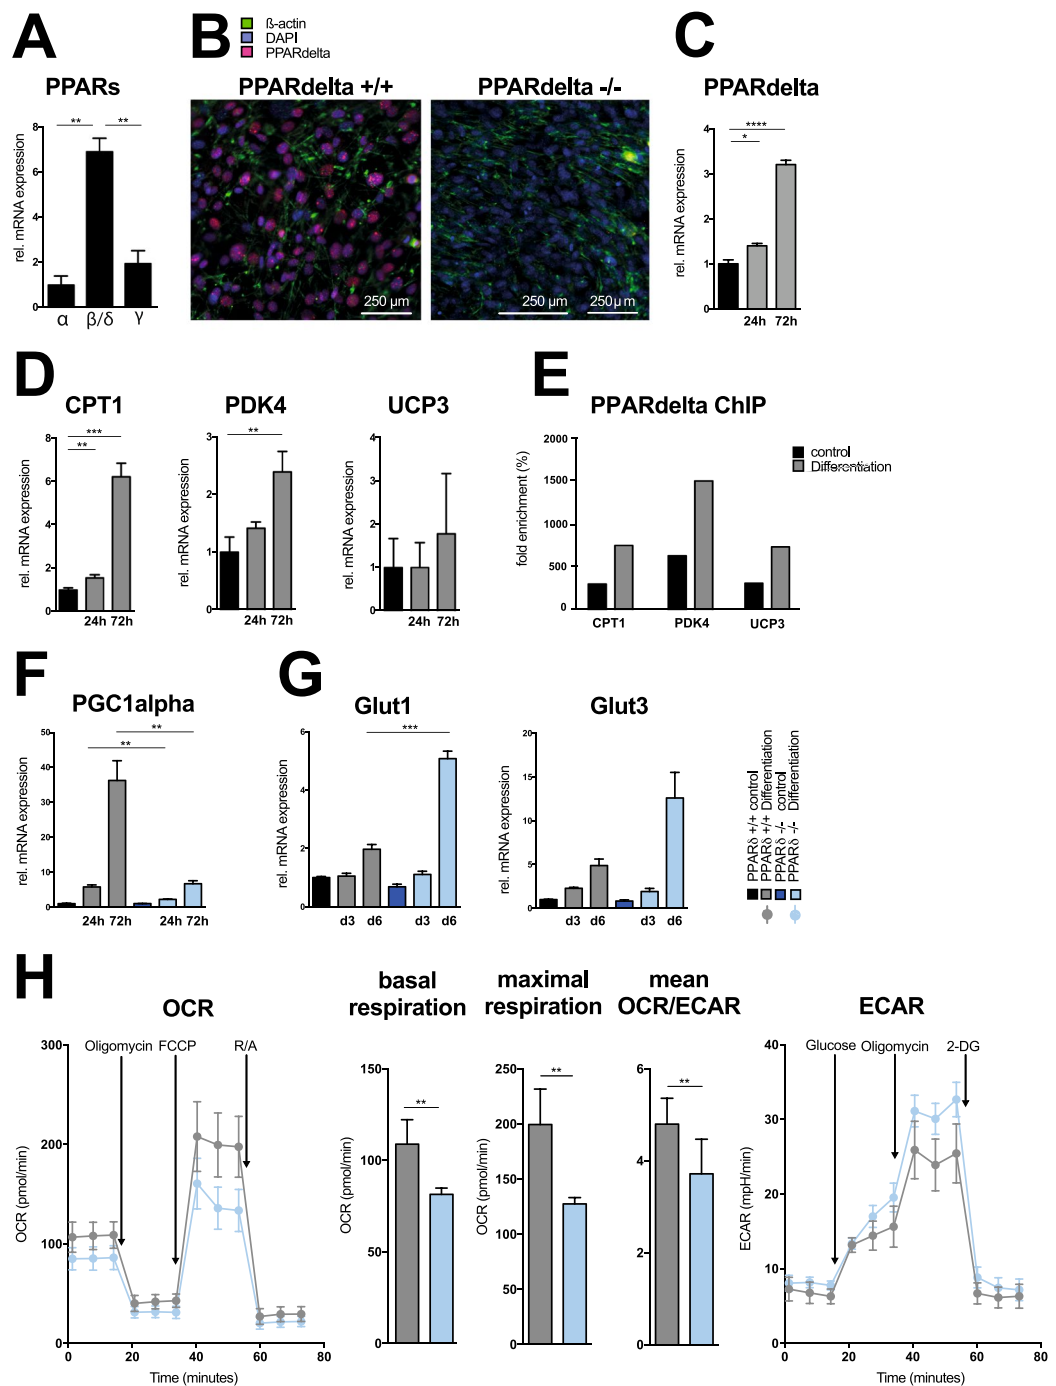 A
PPARs
rel. mRNA expression
8
6
4
2
0
** **
α β/δ γ
B
ß-actin
DAPI
PPARdelta
PPARdelta +/+
PPARdelta -/-
250 µm
250 µm
250µ m
C
PPARdelta
rel. mRNA expression
4
3
2
1
0
****
*
24h 72h
D
CPT1
rel. mRNA expression
8
6
4
2
0
***
**
24h 72h
PDK4
rel. mRNA expression
3
2
1
0
**
24h 72h
UCP3
rel. mRNA expression
4
3
2
1
0
24h 72h
E
PPARdelta ChIP
fold enrichment (%)
2000
1500
1000
500
0
CPT1 PDK4 UCP3
control
Differentiation
F
PGC1alpha
rel. mRNA expression
50
40
30
20
10
0
**
**
24h 72h 24h 72h
G
Glut1
rel. mRNA expression
6
4
2
0
***
d3 d6 d3 d6
Glut3
rel. mRNA expression
20
15
10
5
0
d3 d6 d3 d6
PPARδ +/+ control
PPARδ +/+ Differentiation
PPARδ -/- control
PPARδ -/- Differentiation
H
OCR
OCR (pmol/min)
300
200
100
0
Oligomycin FCCP R/A
0 20 40 60 80
Time (minutes)
basal
respiration
OCR (pmol/min)
150
100
50
0
**
maximal
respiration
OCR (pmol/min)
250
200
150
100
50
0
**
mean
OCR/ECAR
6
4
2
0
**
ECAR
ECAR (mpH/min)
40
30
20
10
0
Glucose Oligomycin 2-DG
0 20 40 60 80
Time (minutes)